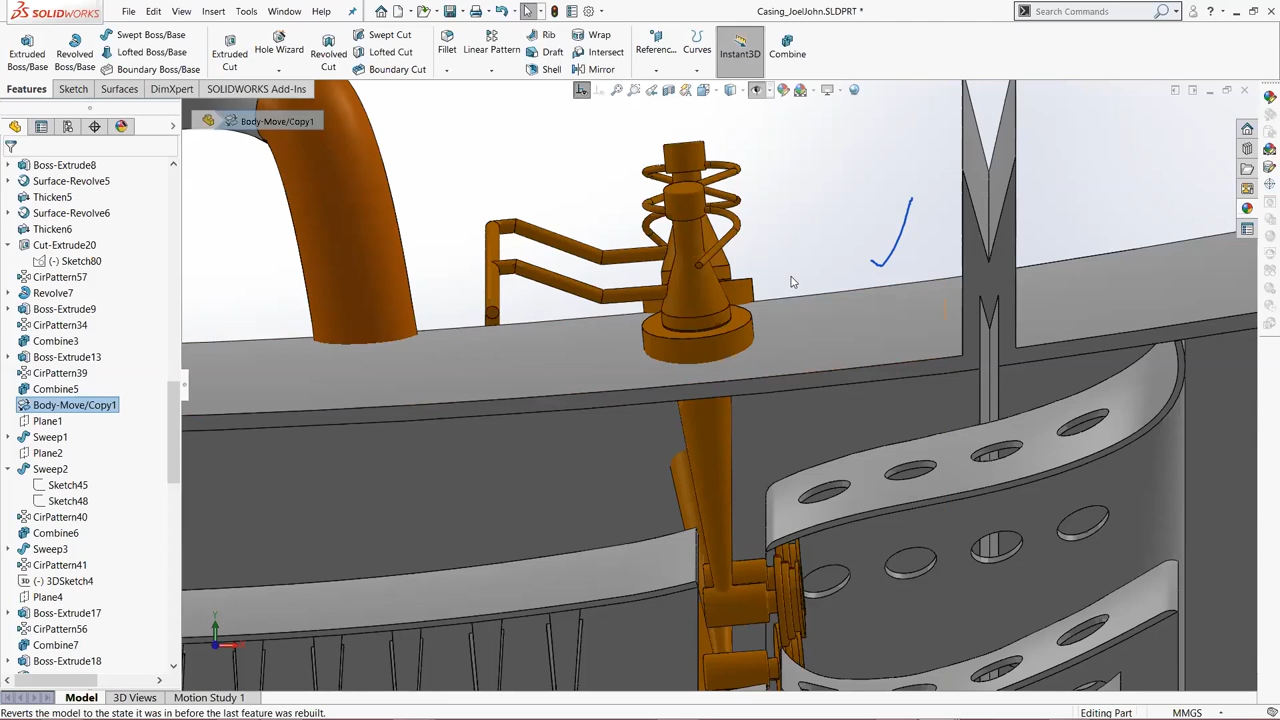 SOLIDWORKS File Edit View Insert Tools Window Help Casing_JoelJohn.SLDPRT * Search Commands ?
Extruded Boss/Base Revolved Boss/Base Swept Boss/Base Lofted Boss/Base Boundary Boss/Base Extruded Cut Hole Wizard Revolved Cut Swept Cut Lofted Cut Boundary Cut Fillet Linear Pattern Rib Draft Shell Wrap Intersect Mirror Referenc... Curves Instant3D Combine
Features Sketch Surfaces DimXpert SOLIDWORKS Add-Ins
Body-Move/Copy1
Boss-Extrude8
Surface-Revolve5
Thicken5
Surface-Revolve6
Thicken6
Cut-Extrude20
(-) Sketch80
CirPattern57
Revolve7
Boss-Extrude9
CirPattern34
Combine3
Boss-Extrude13
CirPattern39
Combine5
Body-Move/Copy1
Plane1
Sweep1
Plane2
Sweep2
Sketch45
Sketch48
CirPattern40
Combine6
Sweep3
CirPattern41
(-) 3DSketch4
Plane4
Boss-Extrude17
CirPattern56
Combine7
Boss-Extrude18
Model 3D Views Motion Study 1
Reverts the model to the state it was in before the last feature was rebuilt. Editing Part MMGS